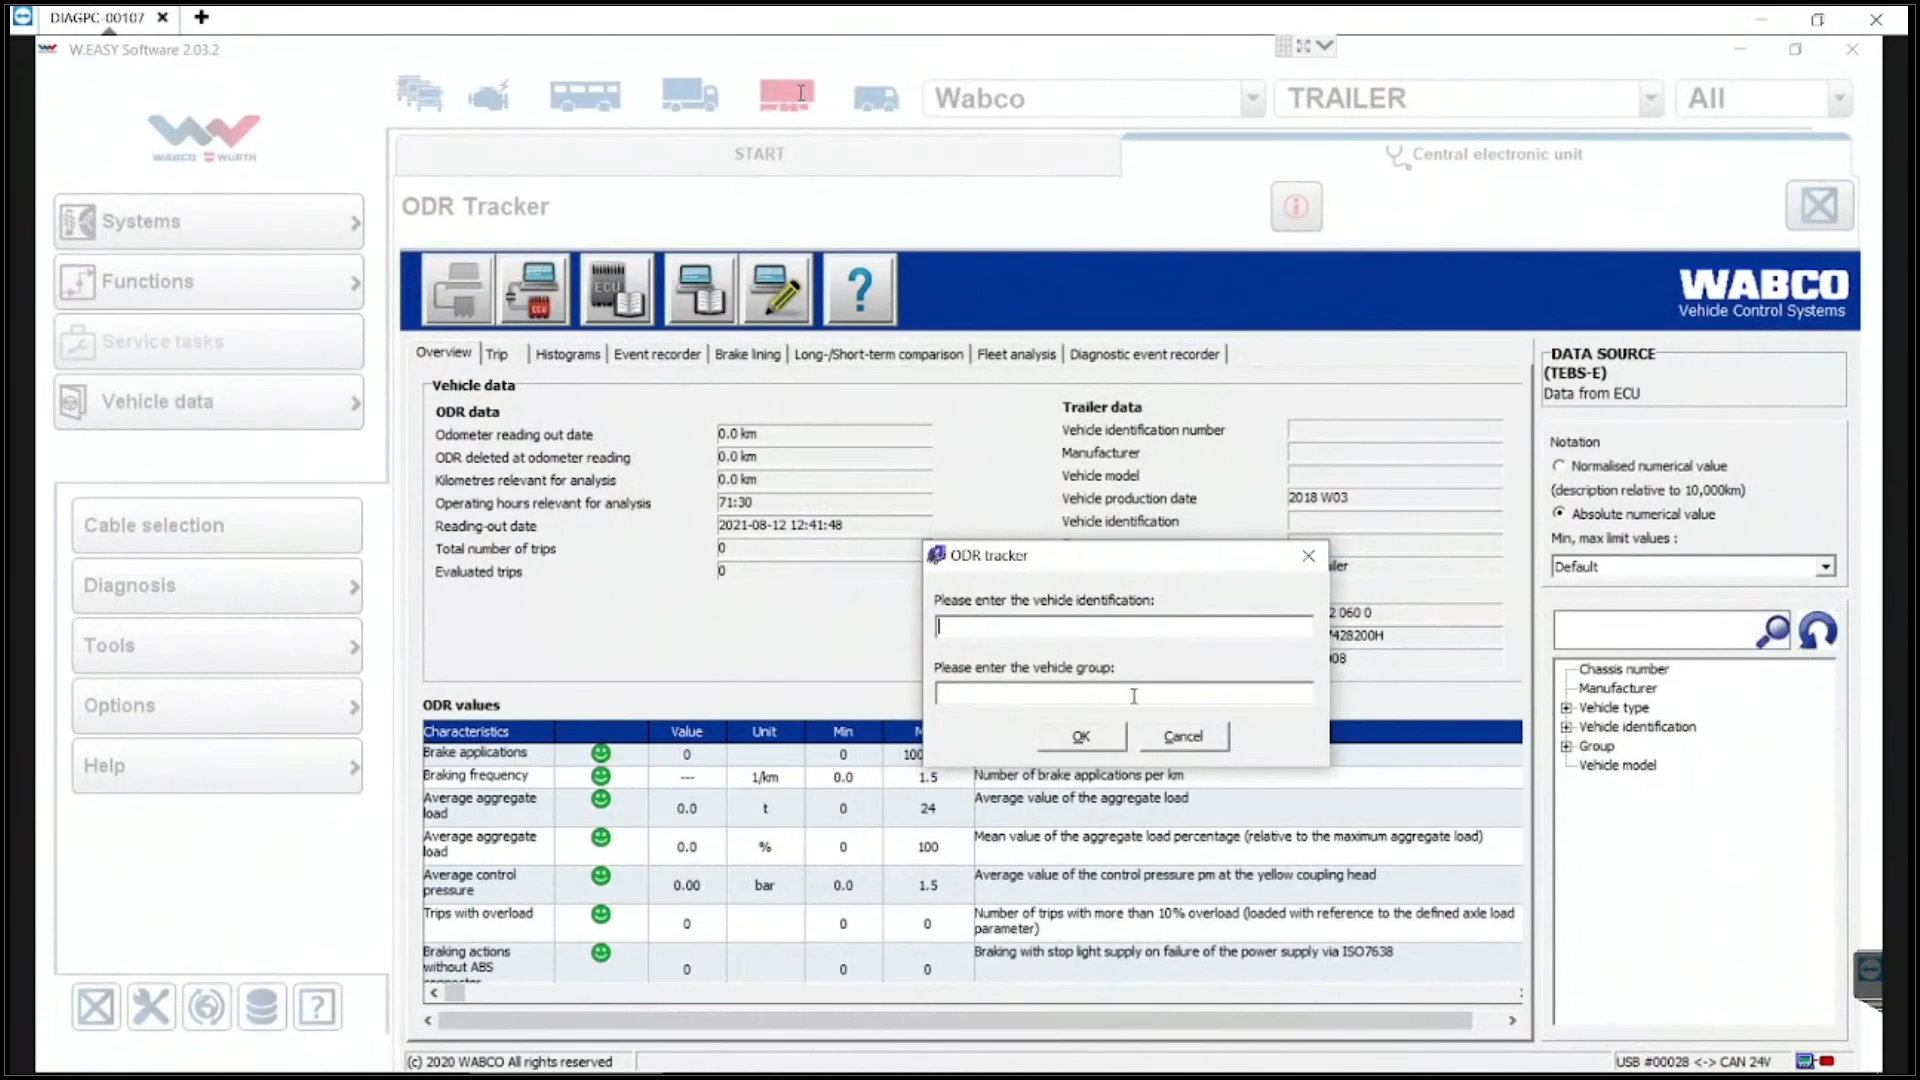 DIAGPC-00107
W.EASY Software 2.03.2
Wabco
TRAILER
All
WABCO WÜRTH
START
Central electronic unit
Systems
Functions
Service tasks
Vehicle data
Cable selection
Diagnosis
Tools
Options
Help
ODR Tracker
ECU
ECU
?
WABCO
Vehicle Control Systems
Overview
Trip
Histograms
Event recorder
Brake lining
Long-/Short-term comparison
Fleet analysis
Diagnostic event recorder
Vehicle data
ODR data
Odometer reading out date 0.0 km
ODR deleted at odometer reading 0.0 km
Kilometres relevant for analysis 0.0 km
Operating hours relevant for analysis 71:30
Reading-out date 2021-08-12 12:41:48
Total number of trips 0
Evaluated trips 0
Trailer data
Vehicle identification number
Manufacturer
Vehicle model
Vehicle production date 2018 W03
Vehicle identification
iler
2 060 0
7428200H
08
ODR tracker
Please enter the vehicle identification:
Please enter the vehicle group:
OK
Cancel
ODR values
Characteristics Value Unit Min M
Brake applications 0 0 100
Braking frequency --- 1/km 0.0 1.5 Number of brake applications per km
Average aggregate load 0.0 t 0 24 Average value of the aggregate load
Average aggregate load 0.0 % 0 100 Mean value of the aggregate load percentage (relative to the maximum aggregate load)
Average control pressure 0.00 bar 0.0 1.5 Average value of the control pressure pm at the yellow coupling head
Trips with overload 0 0 0 Number of trips with more than 10% overload (loaded with reference to the defined axle load parameter)
Braking actions without ABS 0 0 0 Braking with stop light supply on failure of the power supply via ISO7638
DATA SOURCE
(TEBS-E)
Data from ECU
Notation
Normalised numerical value
(description relative to 10,000km)
Absolute numerical value
Min, max limit values :
Default
Chassis number
Manufacturer
Vehicle type
Vehicle identification
Group
Vehicle model
(c) 2020 WABCO All rights reserved
USB #00028 <-> CAN 24V